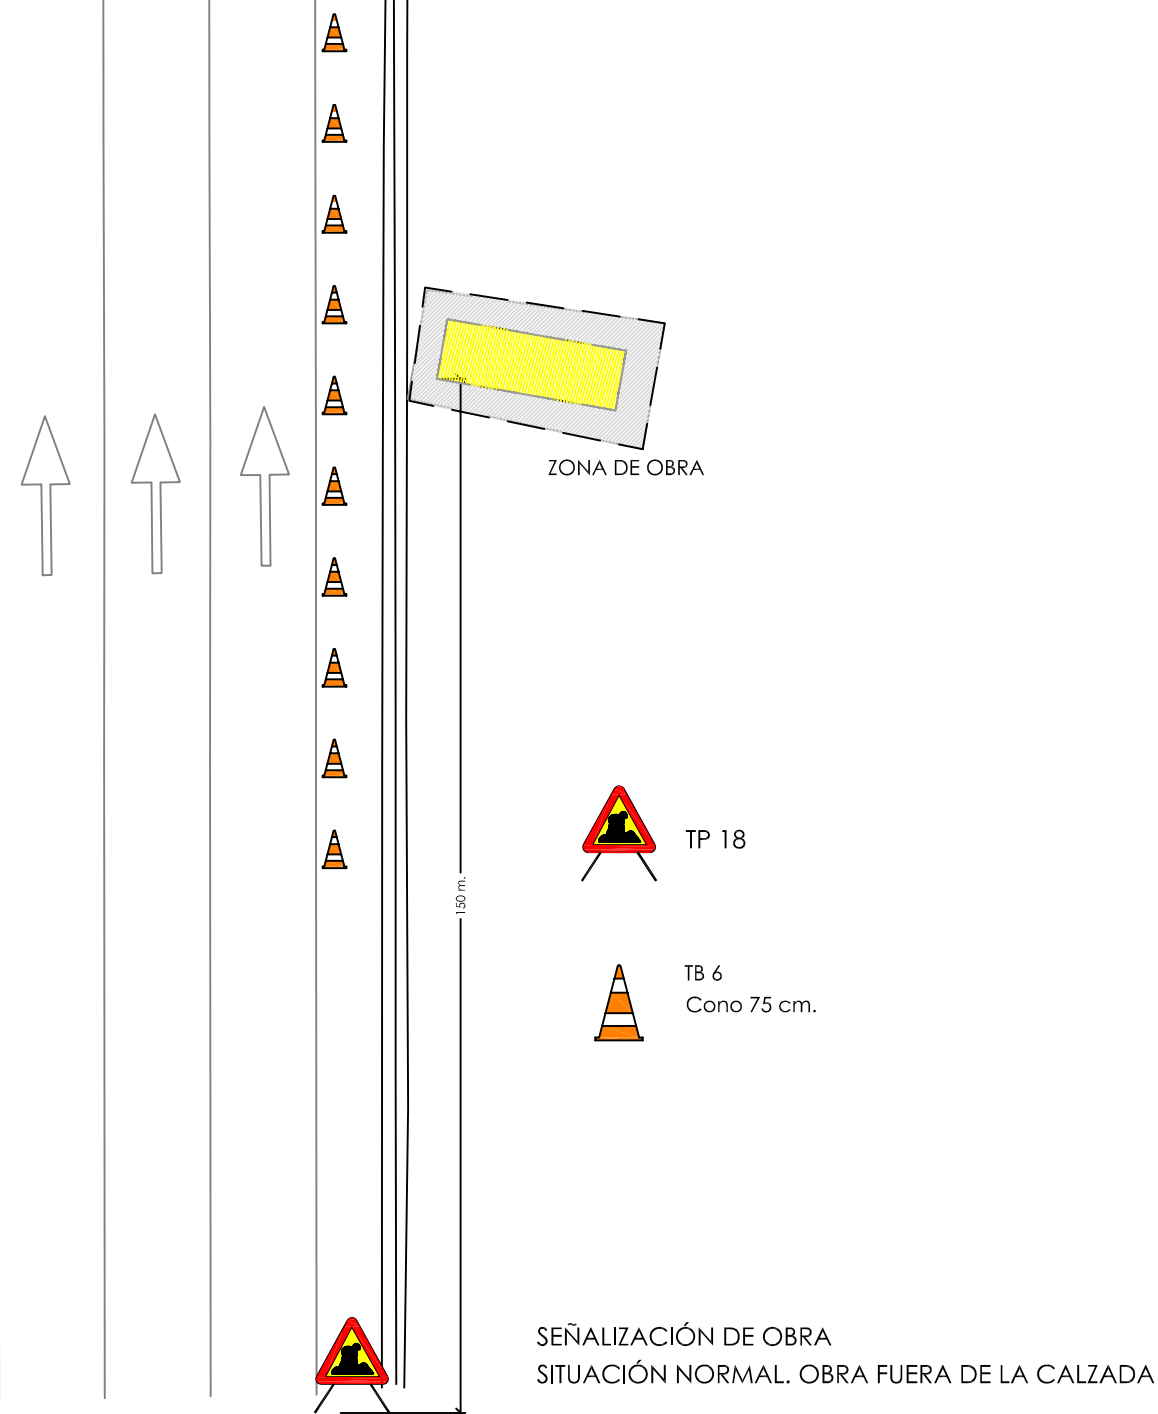 ZONA DE OBRA
TP 18
150 m.
TB 6
Cono 75 cm.
SEÑALIZACIÓN DE OBRA
SITUACIÓN NORMAL. OBRA FUERA DE LA CALZADA